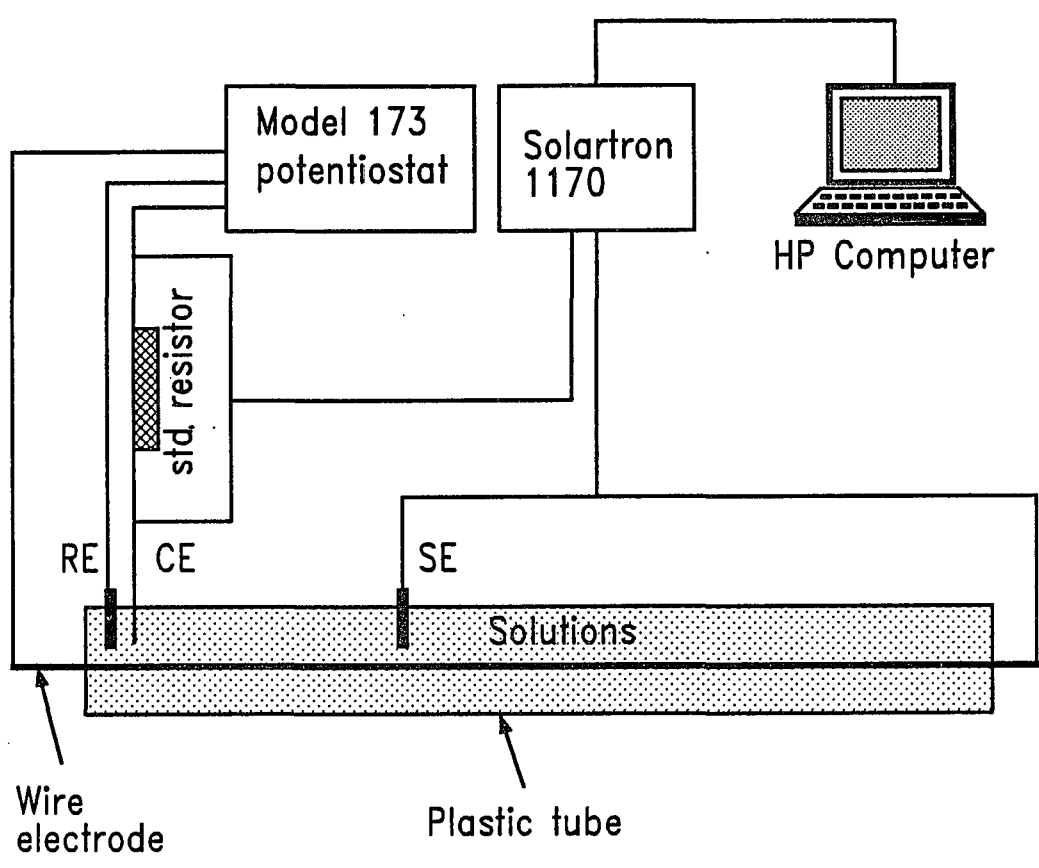 Model 173
potentiostat
Solartron
1170
HP Computer
std. resistor
RE
CE
SE
Solutions
Wire
electrode
Plastic tube